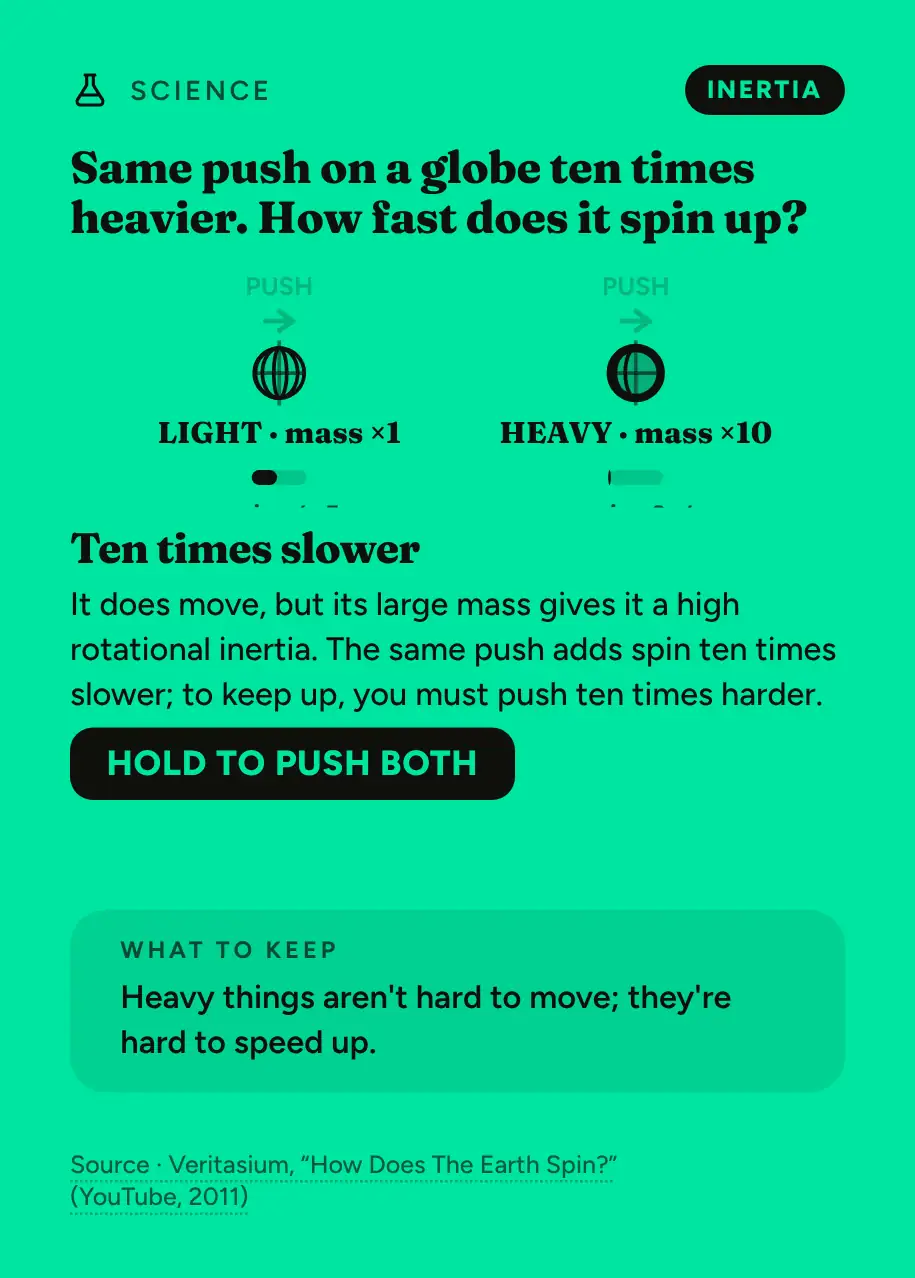 SCIENCE
INERTIA
Same push on a globe ten times
heavier. How fast does it spin up?
PUSH
PUSH
LIGHT · mass ×1
HEAVY · mass ×10
Ten times slower
It does move, but its large mass gives it a high
rotational inertia. The same push adds spin ten times
slower; to keep up, you must push ten times harder.
HOLD TO PUSH BOTH
WHAT TO KEEP
Heavy things aren't hard to move; they're
hard to speed up.
Source · Veritasium, “How Does The Earth Spin?”
(YouTube, 2011)